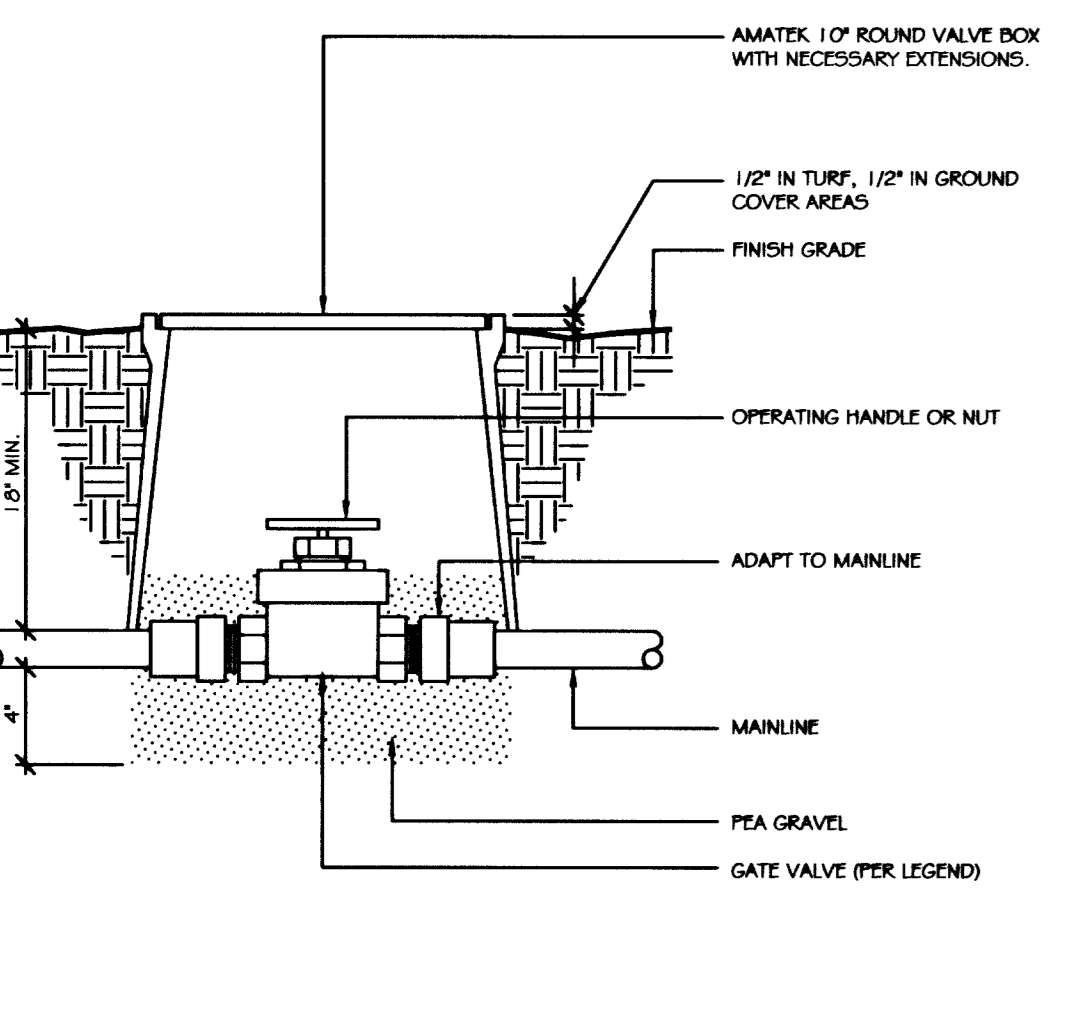 AMATEK 10" ROUND VALVE BOX
WITH NECESSARY EXTENSIONS.
1/2" IN TURF, 1/2" IN GROUND
COVER AREAS
FINISH GRADE
OPERATING HANDLE OR NUT
18" MIN.
ADAPT TO MAINLINE
4"
MAINLINE
PEA GRAVEL
GATE VALVE (PER LEGEND)